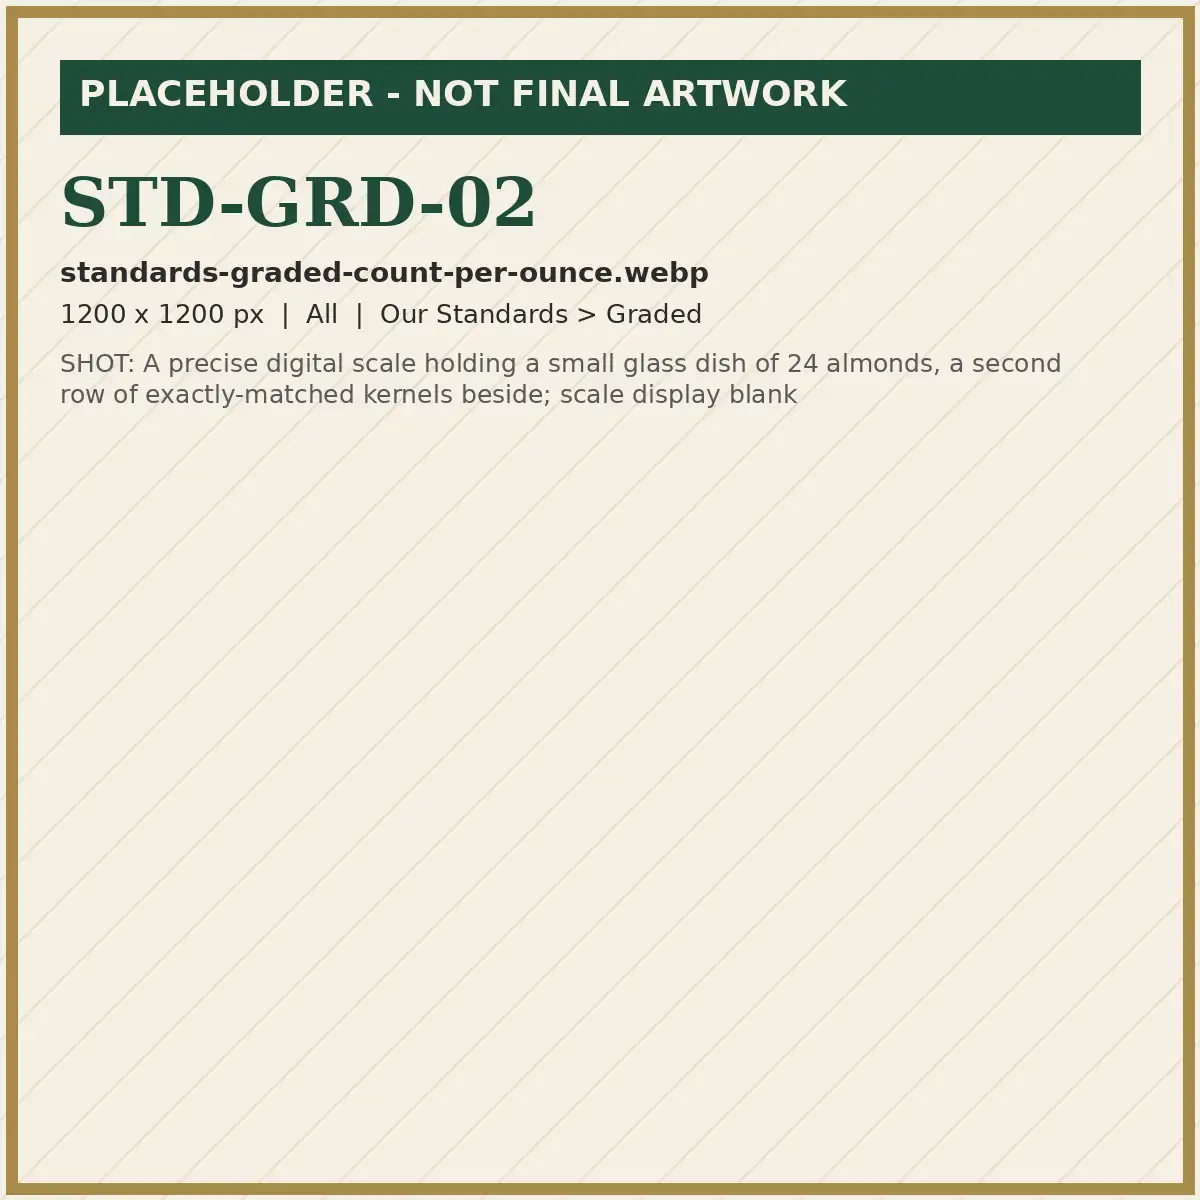 PLACEHOLDER - NOT FINAL ARTWORK
STD-GRD-02
standards-graded-count-per-ounce.webp
1200 x 1200 px | All | Our Standards > Graded
SHOT: A precise digital scale holding a small glass dish of 24 almonds, a second
row of exactly-matched kernels beside; scale display blank